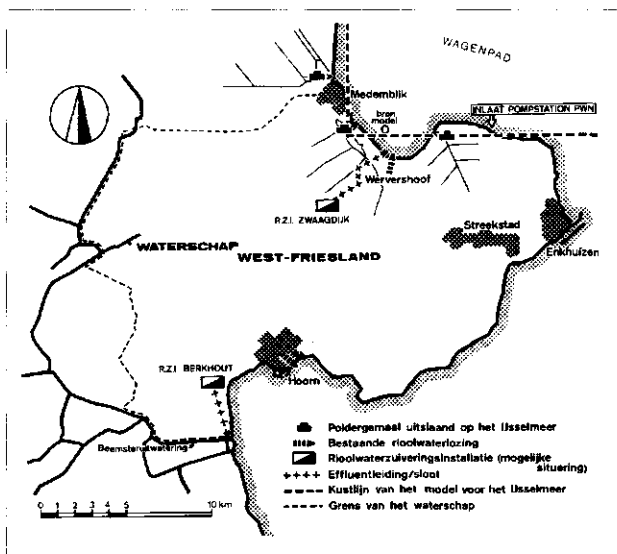 WAGENPAD
Medemblik
bron
model
INLAAT POMPSTATION PWN
Wervershoof
R.Z.I. ZWAAGDIJK
Streekstad
Enkhuizen
WATERSCHAP
WEST-FRIESLAND
R.Z.I. BERKHOUT
Hoorn
Beemsteruitwatering
Poldergemaal uitslaand op het IJsselmeer
Bestaande rioolwaterlozing
Rioolwaterzuiveringsinstallatie (mogelijke
situering)
Effluentleiding/sloot
Kustlijn van het model voor het IJsselmeer
Grens van het waterschap
0 1 2 3 4 5 10 km